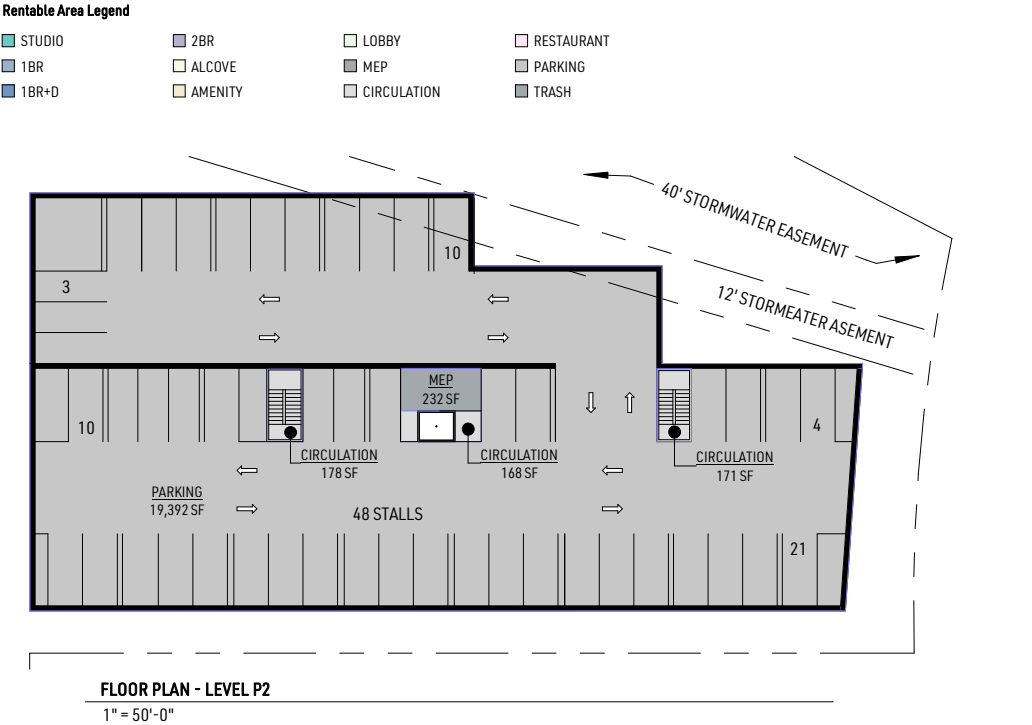 Rentable Area Legend
STUDIO
2BR
LOBBY
RESTAURANT
1BR
ALCOVE
MEP
PARKING
1BR+D
AMENITY
CIRCULATION
TRASH
40' STORMWATER EASEMENT
12' STORMEATER ASEMENT
10
3
MEP
232 SF
10
4
CIRCULATION
178 SF
CIRCULATION
168 SF
CIRCULATION
171 SF
PARKING
19,392 SF
48 STALLS
21
FLOOR PLAN - LEVEL P2
1" = 50'-0"